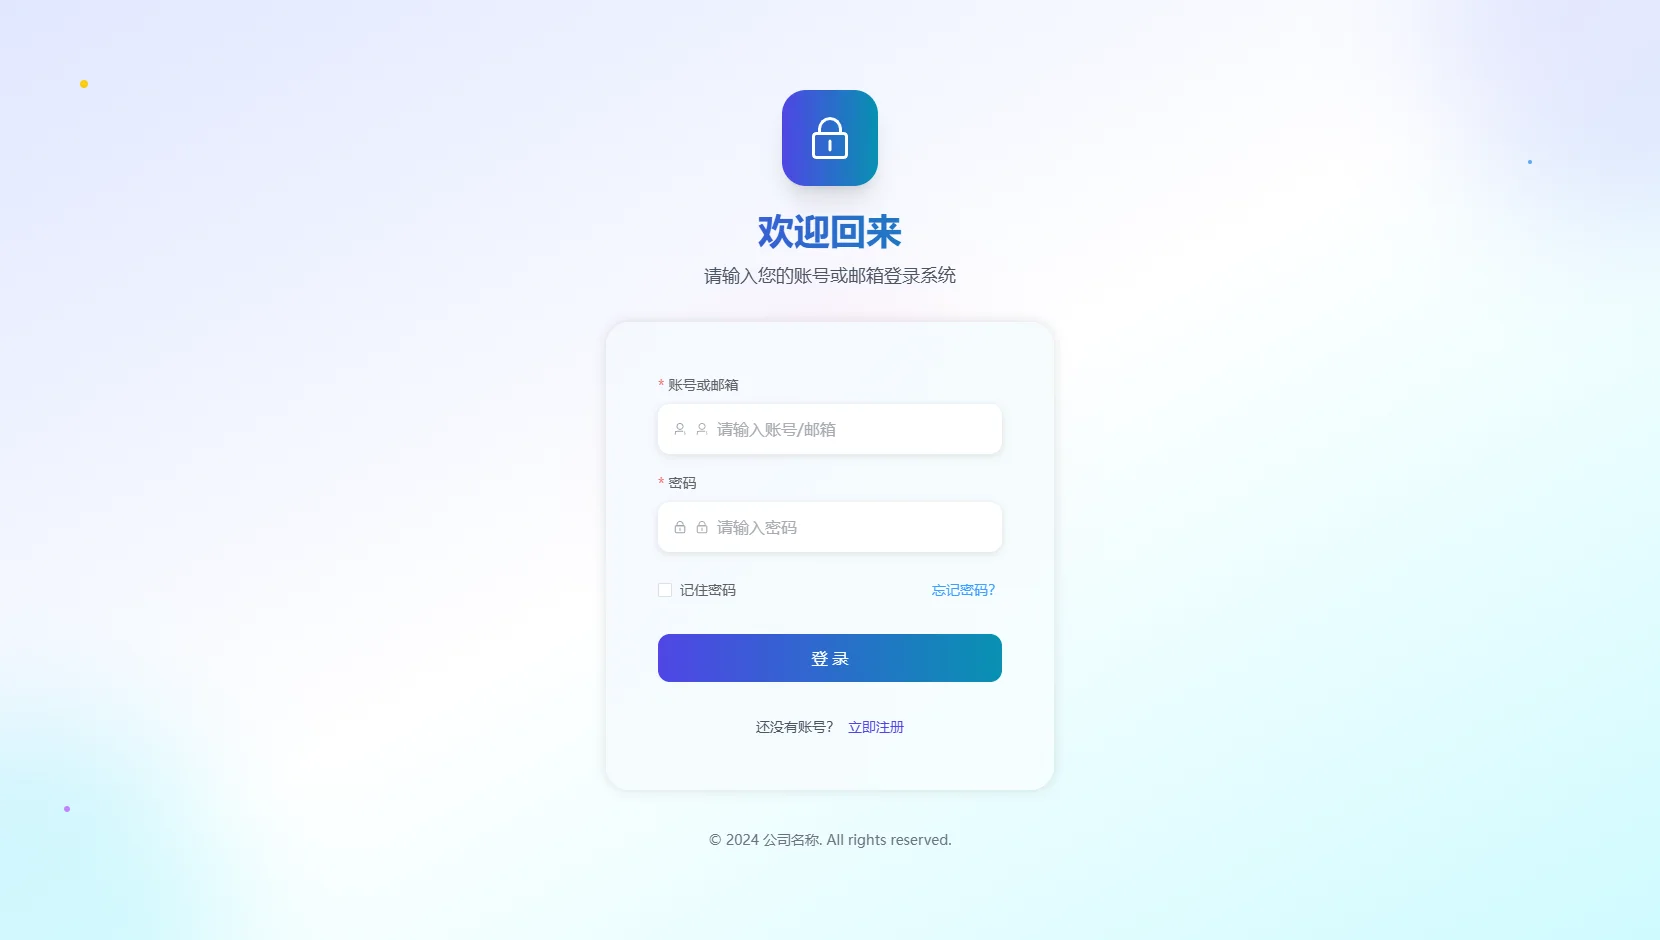 欢迎回来
请输入您的账号或邮箱登录系统
* 账号或邮箱
请输入账号/邮箱
* 密码
请输入密码
记住密码 忘记密码?
登 录
还没有账号? 立即注册
© 2024 公司名称. All rights reserved.